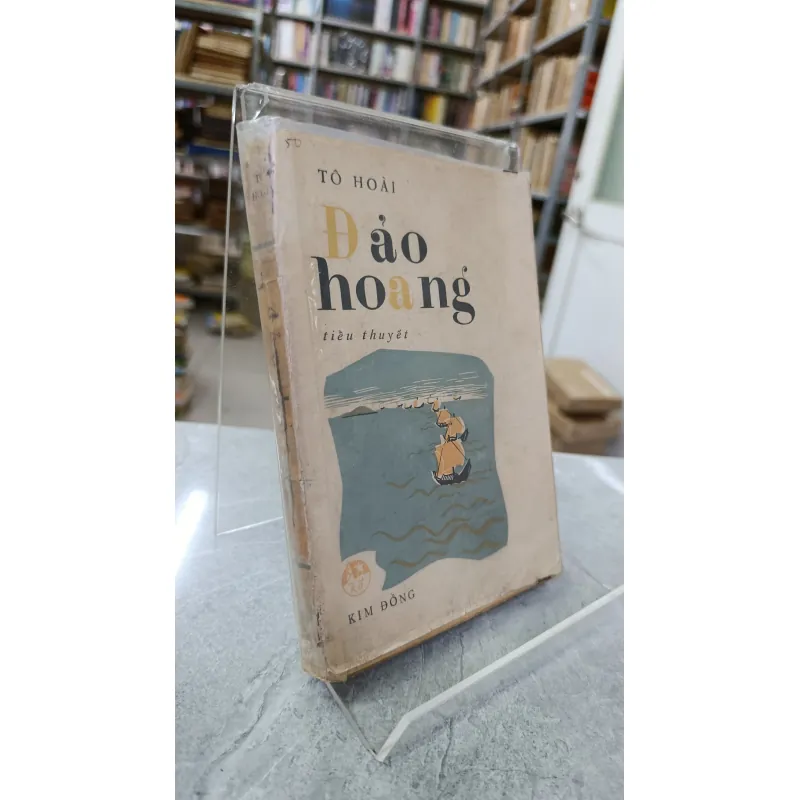 TÔ HOÀI
Đảo
hoang
tiểu thuyết
KIM ĐỒNG